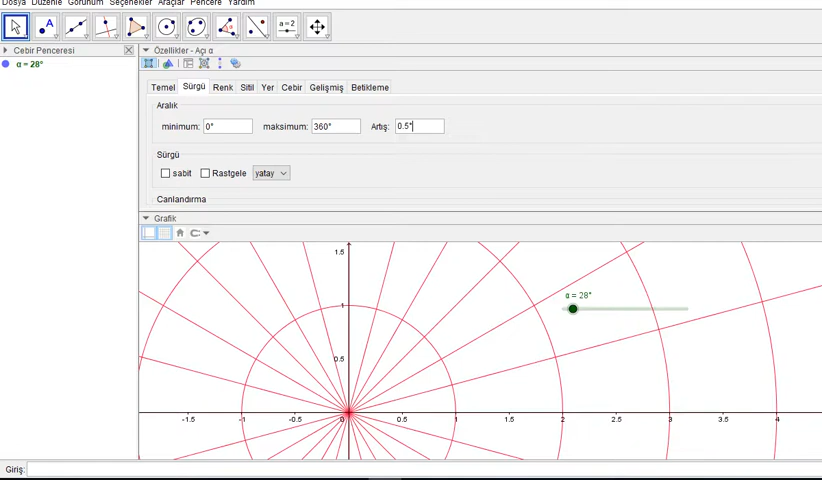 Dosya Düzenle Görünüm Seçenekler Araçlar Pencere Yardım
A
a = 2
Cebir Penceresi
Özellikler - Açı α
α = 28°
Temel Sürgü Renk Sitil Yer Cebir Gelişmiş Betikleme
Aralık
minimum: 0° maksimum: 360° Artış: 0.5°
Sürgü
sabit Rastgele yatay
Canlandırma
Grafik
1.5
α = 28°
1
0.5
-1.5 -1 -0.5 0 0.5 1 1.5 2 2.5 3 3.5 4
Giriş: